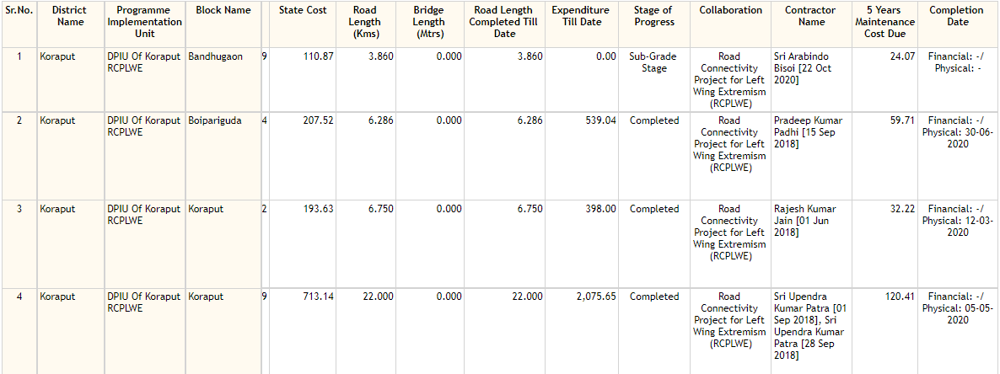 Sr.No. District Name Programme Implementation Unit Block Name State Cost Road Length (Kms) Bridge Length (Mtrs) Road Length Completed Till Date Expenditure Till Date Stage of Progress Collaboration Contractor Name 5 Years Maintenance Cost Due Completion Date
1 Koraput DPIU Of Koraput RCPLWE Bandhugaon 9 110.87 3.860 0.000 3.860 0.00 Sub-Grade Stage Road Connectivity Project for Left Wing Extremism (RCPLWE) Sri Arabindo Bisoi [22 Oct 2020] 24.07 Financial: -/ Physical: -
2 Koraput DPIU Of Koraput RCPLWE Boipariguda 4 207.52 6.286 0.000 6.286 539.04 Completed Road Connectivity Project for Left Wing Extremism (RCPLWE) Pradeep Kumar Padhi [15 Sep 2018] 59.71 Financial: -/ Physical: 30-06-2020
3 Koraput DPIU Of Koraput RCPLWE Koraput 2 193.63 6.750 0.000 6.750 398.00 Completed Road Connectivity Project for Left Wing Extremism (RCPLWE) Rajesh Kumar Jain [01 Jun 2018] 32.22 Financial: -/ Physical: 12-03-2020
4 Koraput DPIU Of Koraput RCPLWE Koraput 9 713.14 22.000 0.000 22.000 2,075.65 Completed Road Connectivity Project for Left Wing Extremism (RCPLWE) Sri Upendra Kumar Patra [01 Sep 2018], Sri Upendra Kumar Patra [28 Sep 2018] 120.41 Financial: -/ Physical: 05-05-2020